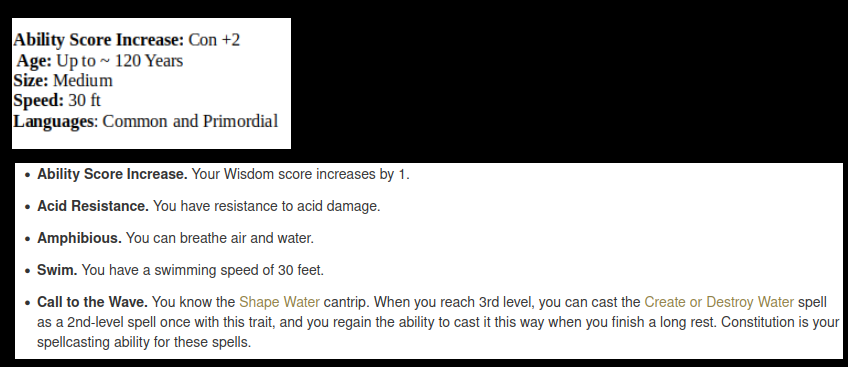 Ability Score Increase: Con +2
Age: Up to ~ 120 Years
Size: Medium
Speed: 30 ft
Languages: Common and Primordial
• Ability Score Increase. Your Wisdom score increases by 1.
• Acid Resistance. You have resistance to acid damage.
• Amphibious. You can breathe air and water.
• Swim. You have a swimming speed of 30 feet.
• Call to the Wave. You know the Shape Water cantrip. When you reach 3rd level, you can cast the Create or Destroy Water spell
as a 2nd-level spell once with this trait, and you regain the ability to cast it this way when you finish a long rest. Constitution is your
spellcasting ability for these spells.